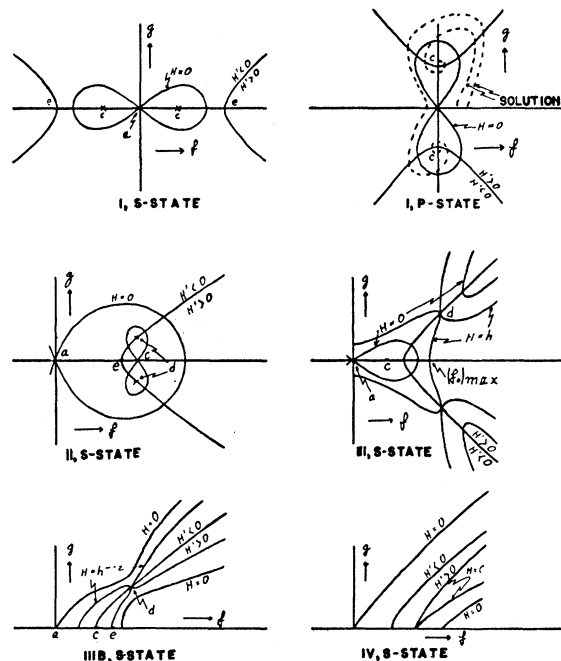 g
H=0
H'<0
H'>0
e
c
c
e
a
f
I, S-STATE
g
c
SOLUTION
H=0
f
c
H'>0
H'<0
I, P-STATE
g
H=0
H'<0
H'>0
a
e
c
d
f
II, S-STATE
g
H=0
d
H=h
c
(f₀)max
a
f
H'<0
H'>0
III, S-STATE
g
H=0
H'<0
H'>0
H=h
H=0
d
a
c
e
f
IIIB, S-STATE
g
H=0
H'<0
H'>0
H=c
H=0
f
IV, S-STATE